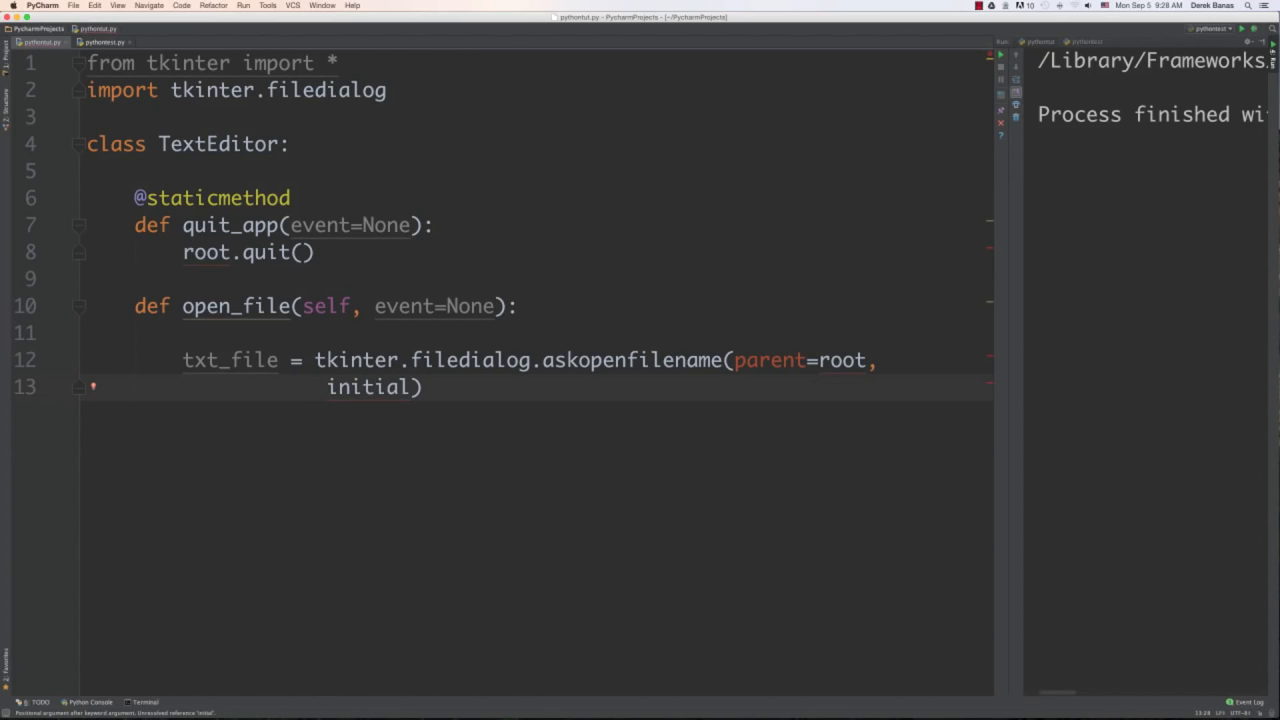 PyCharm File Edit View Navigate Code Refactor Run Tools VCS Window Help 10 Mon Sep 5 9:28 AM Derek Banas
pythontut.py - PycharmProjects - [~/PycharmProjects]
PycharmProjects pythontut.py pythontest
pythontut.py pythontest.py Run: pythontut pythontest
1 from tkinter import * /Library/Frameworks
2 import tkinter.filedialog
3 Process finished wi
4 class TextEditor:
5
6 @staticmethod
7 def quit_app(event=None):
8 root.quit()
9
10 def open_file(self, event=None):
11
12 txt_file = tkinter.filedialog.askopenfilename(parent=root,
13 initial)
Project
Structure
Favorites
Run
TODO Python Console Terminal Event Log
Positional argument after keyword argument. Unresolved reference 'initial'. 13:28 UTF-8